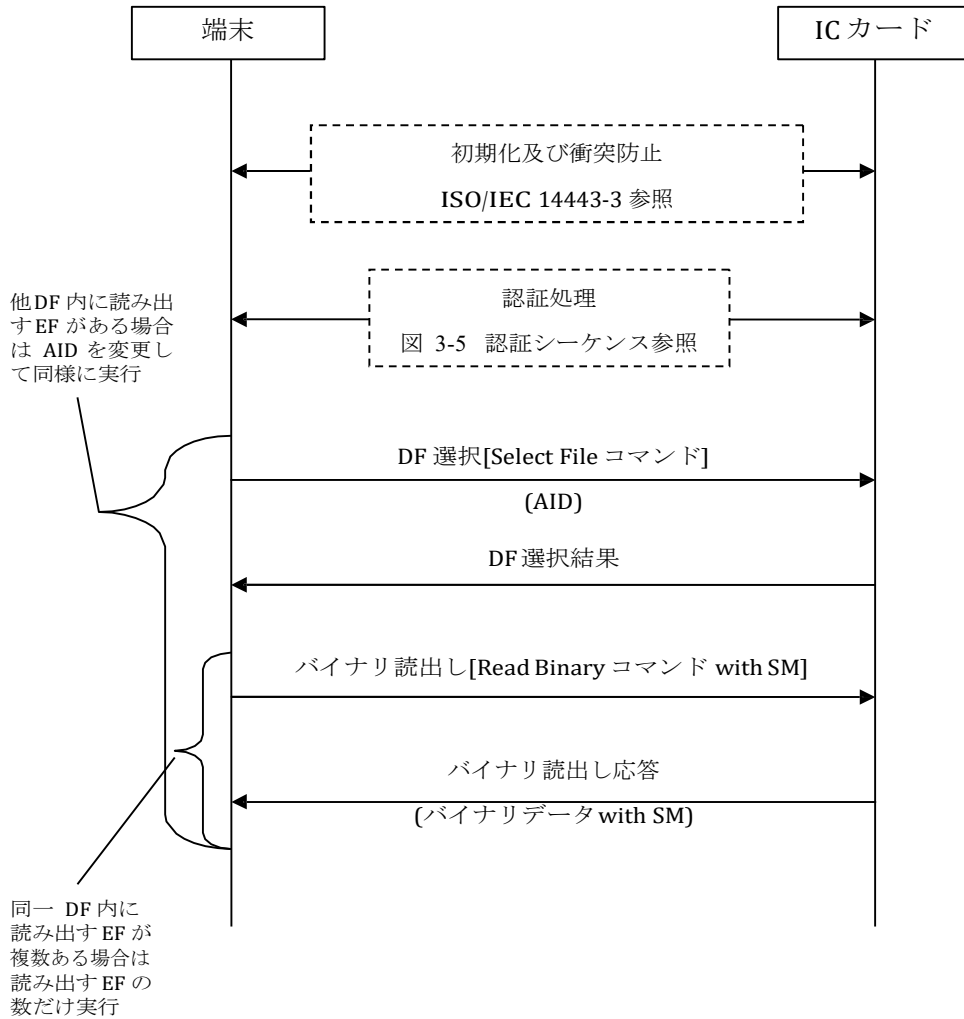 端末
ICカード
初期化及び衝突防止
ISO/IEC 14443-3 参照
認証処理
図 3-5 認証シーケンス参照
他DF 内に読み出
すEF がある場合
は AID を変更し
て同様に実行
DF 選択[Select File コマンド]
(AID)
DF選択結果
バイナリ読出し[Read Binary コマンド with SM]
バイナリ読出し応答
(バイナリデータwith SM)
同一 DF 内に
読み出すEF が
複数ある場合は
読み出すEF の
数だけ実行